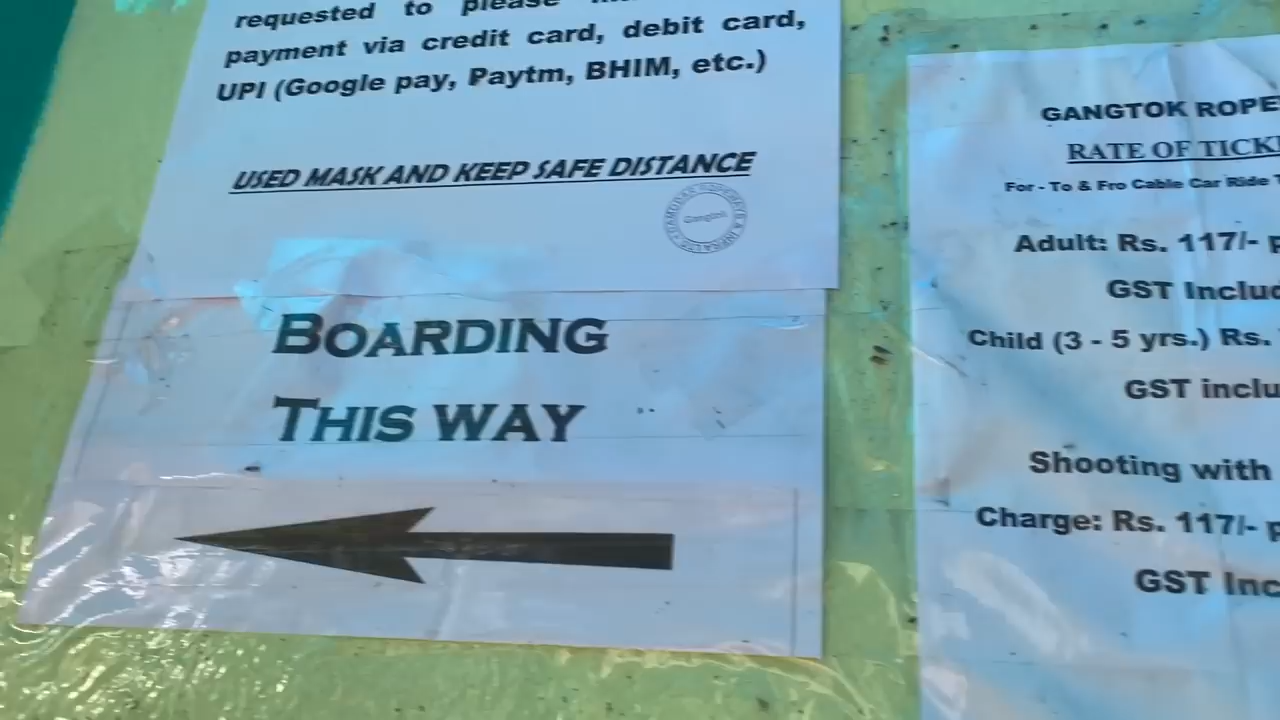 requested to please
payment via credit card, debit card,
UPI (Google pay, Paytm, BHIM, etc.)
USED MASK AND KEEP SAFE DISTANCE
Gangtok
BOARDING
THIS WAY
GANGTOK ROPE
RATE OF TICK
For - To & Fro Cable Car Ride
Adult: Rs. 117/- p
GST Includ
Child (3 - 5 yrs.) Rs.
GST inclu
Shooting with
Charge: Rs. 117/- p
GST Inc